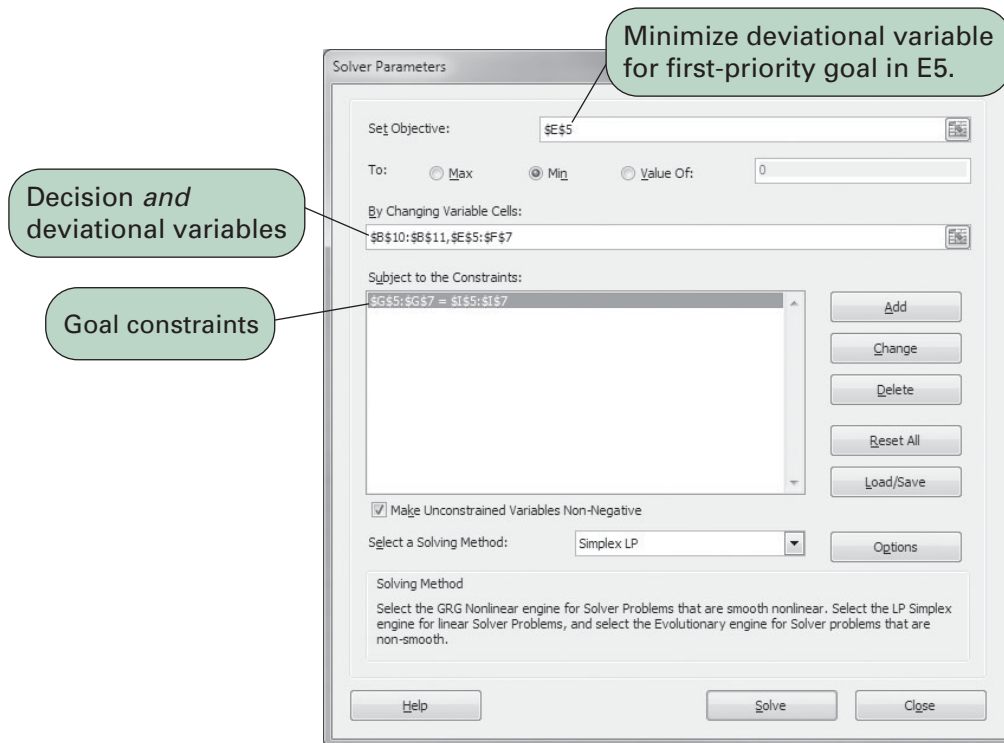 Minimize deviational variable
for first-priority goal in E5.
Solver Parameters
Set Objective:
$E$5
To:
Max
Min
Value Of:
0
Decision and
deviational variables
By Changing Variable Cells:
$B$10:$B$11,$E$5:$F$7
Subject to the Constraints:
$G$5:$G$7 = $I$5:$I$7
Goal constraints
Add
Change
Delete
Reset All
Load/Save
Make Unconstrained Variables Non-Negative
Select a Solving Method:
Simplex LP
Options
Solving Method
Select the GRG Nonlinear engine for Solver Problems that are smooth nonlinear. Select the LP Simplex
engine for linear Solver Problems, and select the Evolutionary engine for Solver problems that are
non-smooth.
Help
Solve
Close